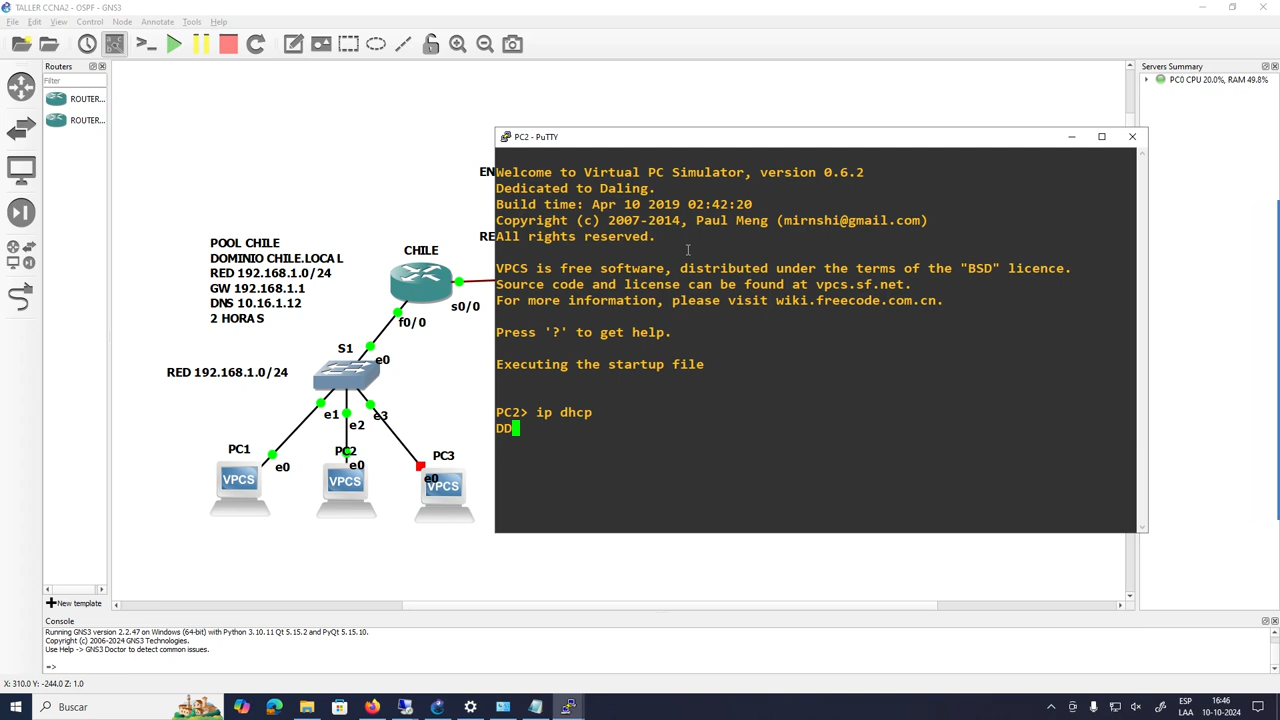 TALLER CCNA2 - OSPF - GNS3
File Edit View Control Node Annotate Tools Help
Routers
Filter
ROUTER...
ROUTER...
New template
Servers Summary
PC0 CPU 20.0%, RAM 49.8%
POOL CHILE
DOMINIO CHILE.LOCAL
RED 192.168.1.0/24
GW 192.168.1.1
DNS 10.16.1.12
2 HORAS
CHILE
s0/0
f0/0
S1
e0
RED 192.168.1.0/24
e1
e2
e3
PC1
e0
PC2
e0
PC3
e0
VPCS
VPCS
VPCS
EN
RE
PC2 - PuTTY
Welcome to Virtual PC Simulator, version 0.6.2
Dedicated to Daling.
Build time: Apr 10 2019 02:42:20
Copyright (c) 2007-2014, Paul Meng (mirnshi@gmail.com)
All rights reserved.
VPCS is free software, distributed under the terms of the "BSD" licence.
Source code and license can be found at vpcs.sf.net.
For more information, please visit wiki.freecode.com.cn.
Press '?' to get help.
Executing the startup file
PC2> ip dhcp
DD
Console
Running GNS3 version 2.2.47 on Windows (64-bit) with Python 3.10.11 Qt 5.15.2 and PyQt 5.15.10.
Copyright (c) 2006-2024 GNS3 Technologies.
Use Help -> GNS3 Doctor to detect common issues.
=>
X: 310.0 Y: -244.0 Z: 1.0
Buscar
ESP
LAA
16:46
10-10-2024